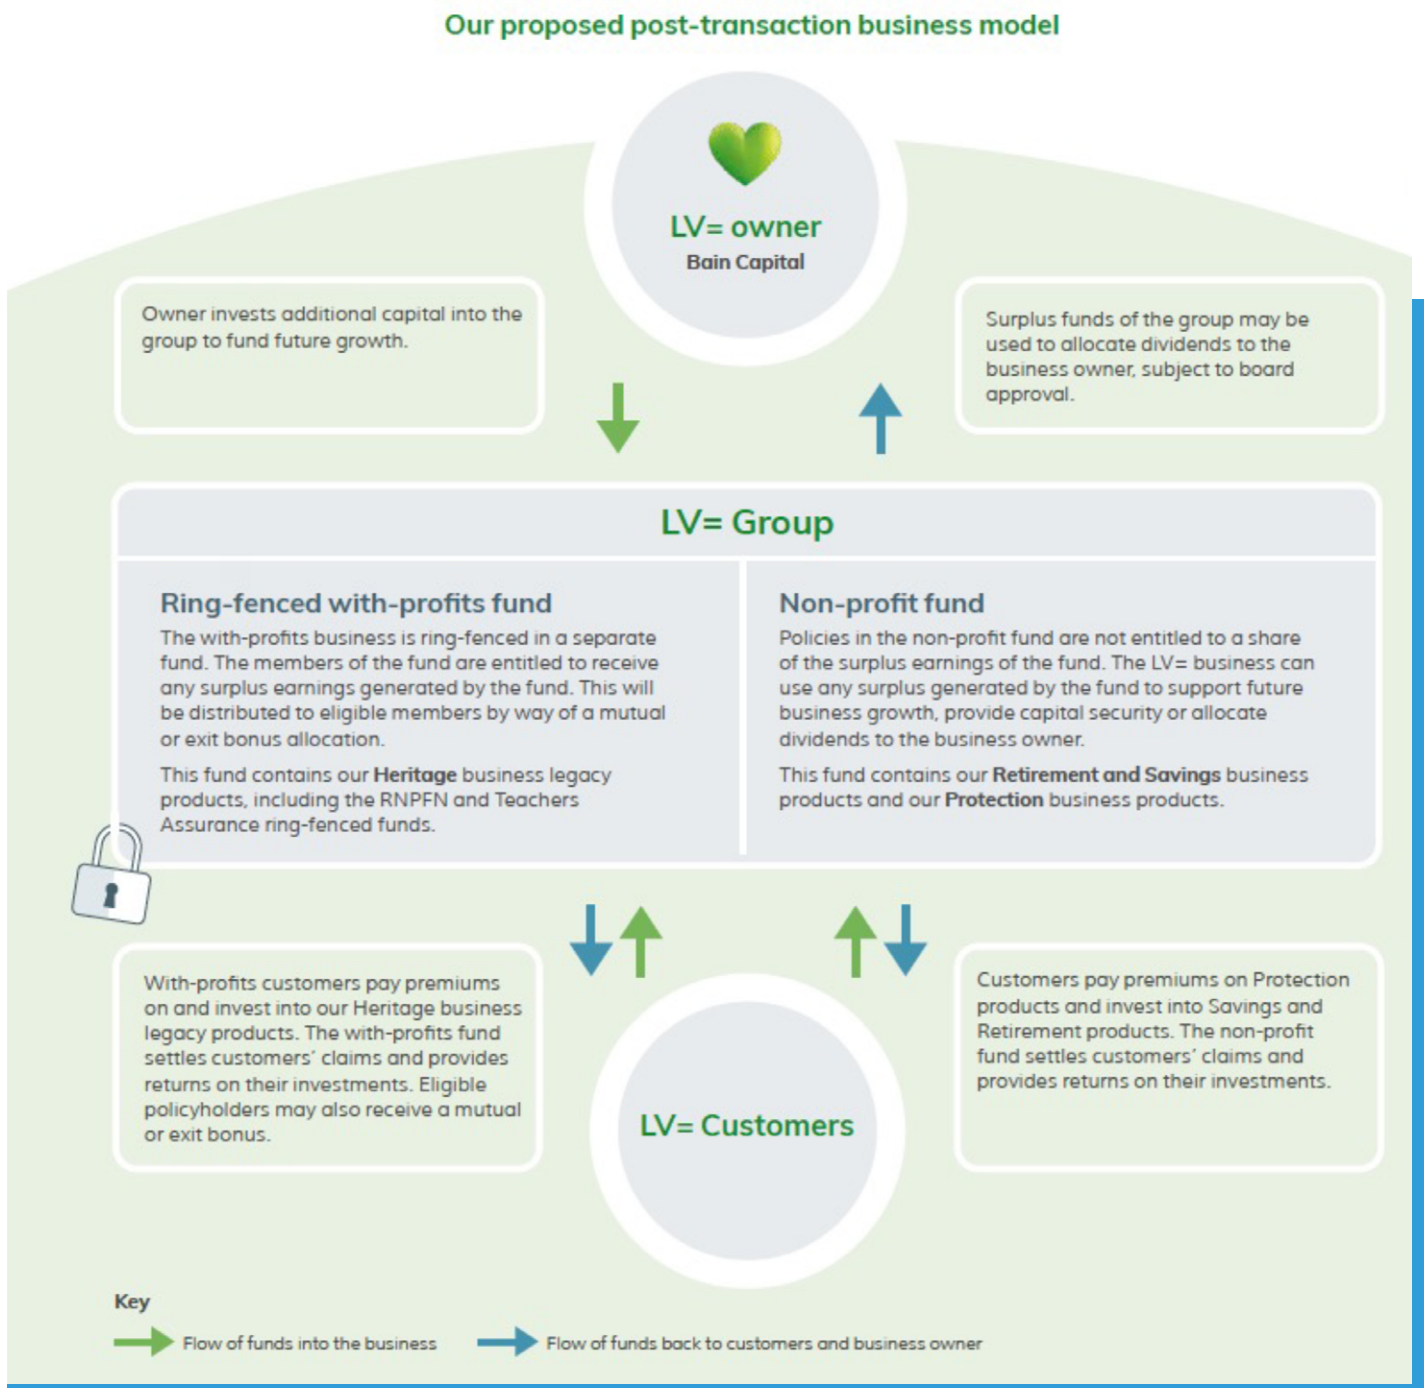 Our proposed post-transaction business model
LV= owner
Bain Capital
Owner invests additional capital into the
group to fund future growth.
Surplus funds of the group may be
used to allocate dividends to the
business owner, subject to board
approval.
LV= Group
Ring-fenced with-profits fund
The with-profits business is ring-fenced in a separate
fund. The members of the fund are entitled to receive
any surplus earnings generated by the fund. This will
be distributed to eligible members by way of a mutual
or exit bonus allocation.
This fund contains our Heritage business legacy
products, including the RNPFN and Teachers
Assurance ring-fenced funds.
Non-profit fund
Policies in the non-profit fund are not entitled to a share
of the surplus earnings of the fund. The LV= business can
use any surplus generated by the fund to support future
business growth, provide capital security or allocate
dividends to the business owner.
This fund contains our Retirement and Savings business
products and our Protection business products.
With-profits customers pay premiums
on and invest into our Heritage business
legacy products. The with-profits fund
settles customers' claims and provides
returns on their investments. Eligible
policyholders may also receive a mutual
or exit bonus.
Customers pay premiums on Protection
products and invest into Savings and
Retirement products. The non-profit
fund settles customers' claims and
provides returns on their investments.
LV= Customers
Key
Flow of funds into the business
Flow of funds back to customers and business owner